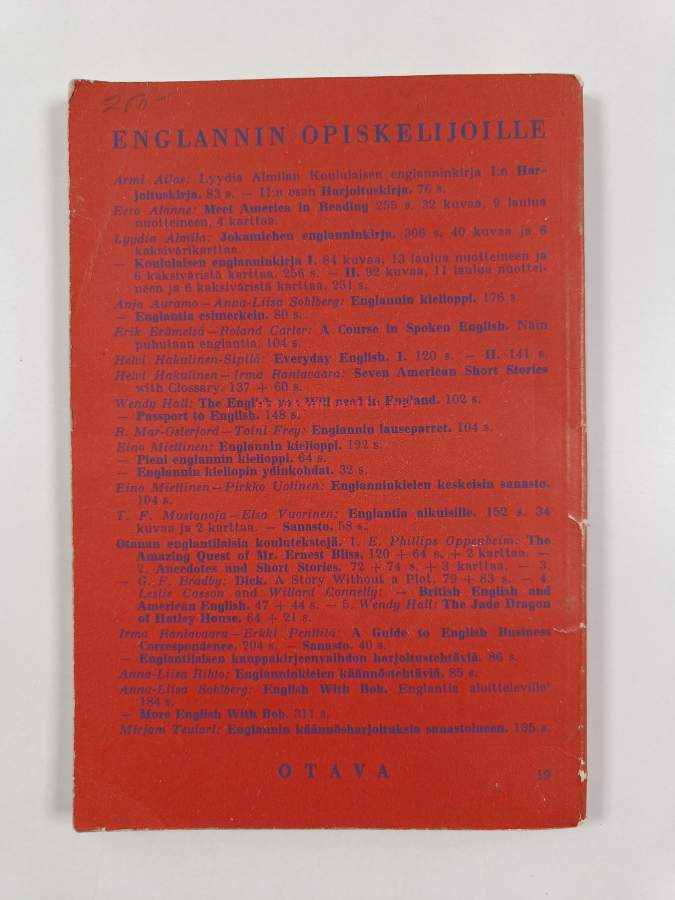 250-
ENGLANNIN OPISKELIJOILLE
Armi Ailas: Lyydia Almilan Koululaisen englanninkirja I:n Har-
joituskirja. 83 s. — II:n osan Harjoituskirja. 76 s.
Eero Alanne: Meet America in Reading 255 s. 32 kuvaa, 9 laulua
nuotteineen, 4 karttaa.
Lyydia Almila: Jokamiehen englanninkirja. 306 s. 40 kuvaa ja 6
kaksivärikarttaa.
— Koululaisen englanninkirja I. 84 kuvaa, 13 laulua nuotteineen ja
6 kaksiväristä karttaa. 256 s. — II. 92 kuvaa, 11 laulua nuottei-
neen ja 6 kaksiväristä karttaa. 251 s.
Anja Auramo—Anna-Liisa Sohlberg: Englannin kielioppi. 176 s.
— Englantia esimerkein. 80 s.
Erik Erämetsä—Roland Carter: A Course in Spoken English. Näin
puhutaan englantia. 104 s.
Helvi Hakulinen-Sipilä: Everyday English. I. 120 s. — II. 141 s.
Helvi Hakulinen—Irma Rantavaara: Seven American Short Stories
with Glossary. 137 + 60 s.
Wendy Hall: The English you Will need in England. 102 s.
— Passport to English. 148 s.
R. Mar-Osterford—Toini Frey: Englannin lauseparret. 104 s.
Eino Miettinen: Englannin kielioppi. 192 s.
— Pieni englannin kielioppi. 64 s.
— Englannin kieliopin ydinkohdat. 32 s.
Eino Miettinen—Pirkko Uotinen: Englanninkielen keskeisin sanasto.
104 s.
T. F. Mustanoja—Elsa Vuorinen: Englantia aikuisille. 152 s. 34
kuvaa ja 2 karttaa. — Sanasto. 58 s.
Otavan englantilaisia koulutekstejä. 1. E. Phillips Oppenheim: The
Amazing Quest of Mr. Ernest Bliss. 120 + 64 s. + 2 karttaa. —
2. Anecdotes and Short Stories. 72 + 74 s. + 3 karttaa. — 3.
— G. F. Bradby: Dick. A Story Without a Plot. 79 + 83 s. — 4.
Leslie Casson and Willard Connelly: — British English and
American English. 47 + 44 s. — 5. Wendy Hall: The Jade Dragon
of Hatley House. 64 + 21 s.
Irma Rantavaara—Erkki Penttilä: A Guide to English Business
Correspondence. 204 s. — Sanasto. 40 s.
— Englantilaisen kauppakirjeenvaihdon harjoitustehtäviä. 86 s.
Anna-Liisa Rihto: Englanninkielen käännöstehtäviä. 85 s.
Anna-Liisa Sohlberg: English With Bob. Englantia aloitteleville
184 s.
— More English With Bob. 311 s.
Mirjam Teulari: Englannin käännösharjoituksia sanastoineen. 135 s.
OTAVA
19